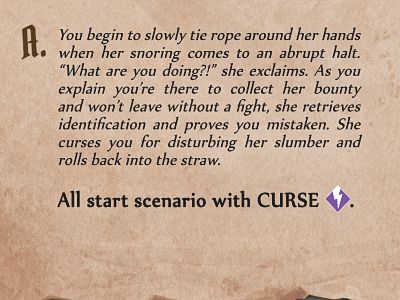 A. You begin to slowly tie rope around her hands
when her snoring comes to an abrupt halt.
“What are you doing?!” she exclaims. As you
explain you’re there to collect her bounty
and won’t leave without a fight, she retrieves
identification and proves you mistaken. She
curses you for disturbing her slumber and
rolls back into the straw.
All start scenario with CURSE .